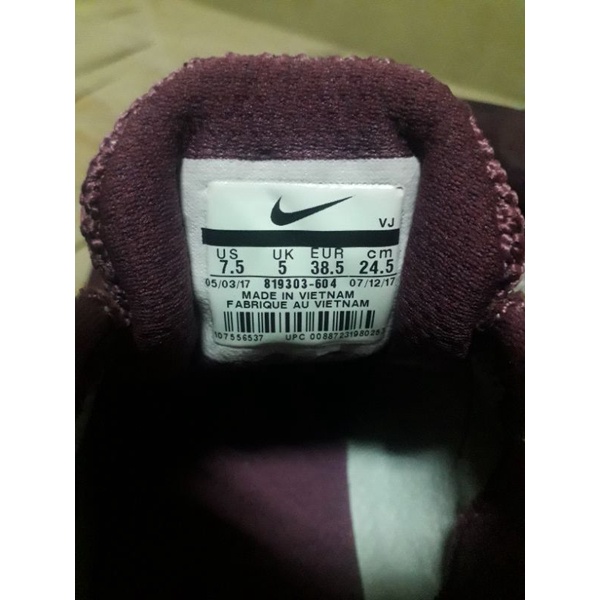 VJ
US UK EUR cm
7.5 5 38.5 24.5
05/03/17 819303-604 07/12/17
MADE IN VIETNAM
FABRIQUE AU VIETNAM
107556537 UPC